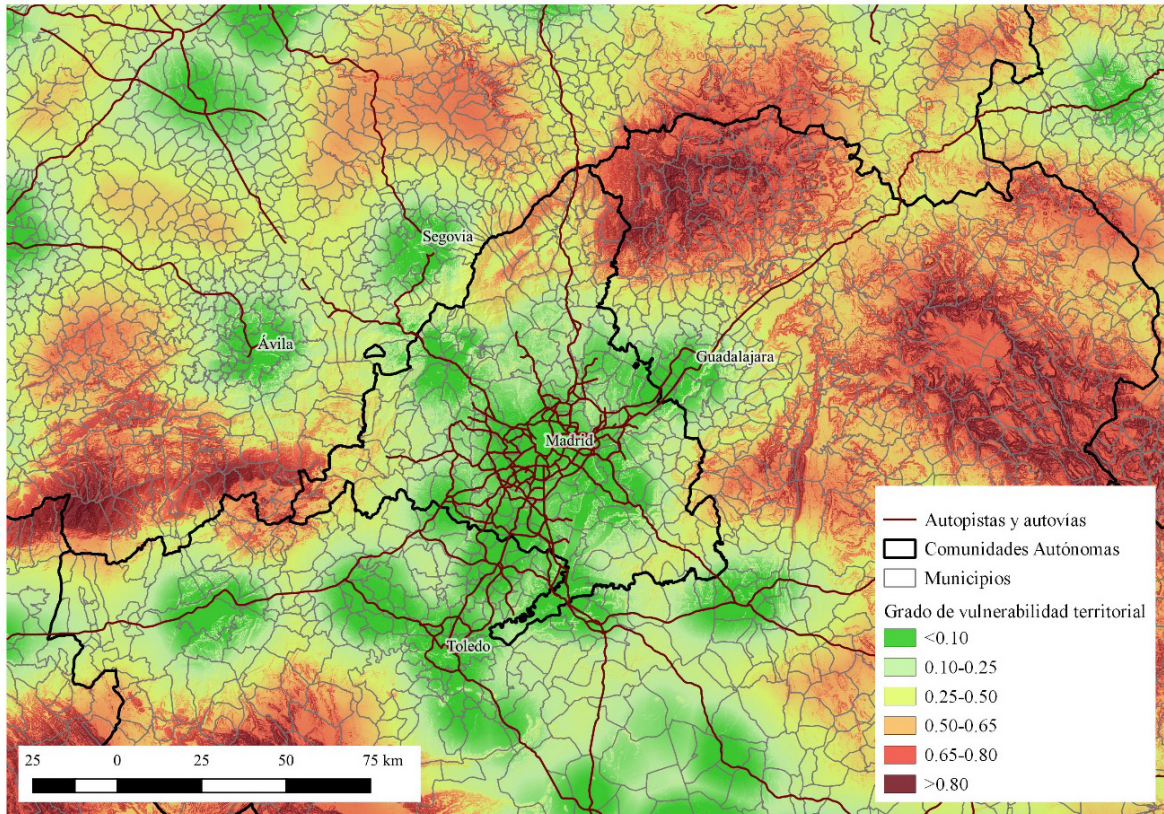 Segovia
Ávila
Guadalajara
Madrid
Toledo
Autopistas y autovías
Comunidades Autónomas
Municipios
Grado de vulnerabilidad territorial
<0.10
0.10-0.25
0.25-0.50
0.50-0.65
0.65-0.80
>0.80
25 0 25 50 75 km